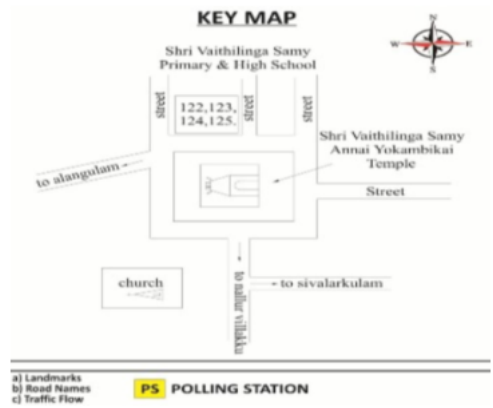 KEY MAP
N
W
E
S
Shri Vaithilinga Samy
Primary & High School
street
122,123,
124,125.
street
street
Shri Vaithilinga Samy
Annai Yokambikai
Temple
to alangulam
Street
church
to nallur villakku
to sivalarkulam
a) Landmarks
b) Road Names
c) Traffic Flow
PS POLLING STATION